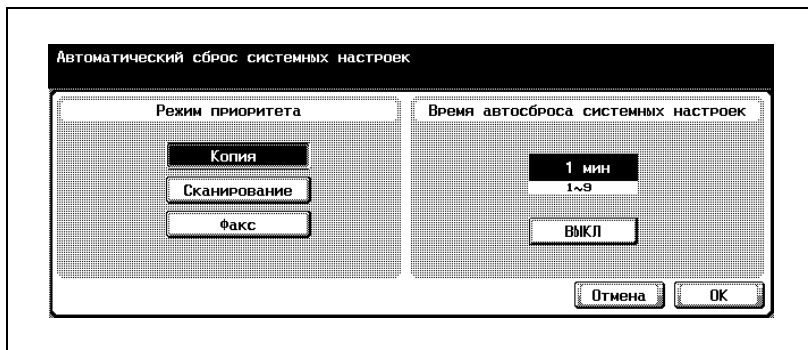 Автоматический сброс системных настроек
Режим приоритета
Копия
Сканирование
Факс
Время автосброса системных настроек
1 мин
1~9
ВЫКЛ
Отмена
OK